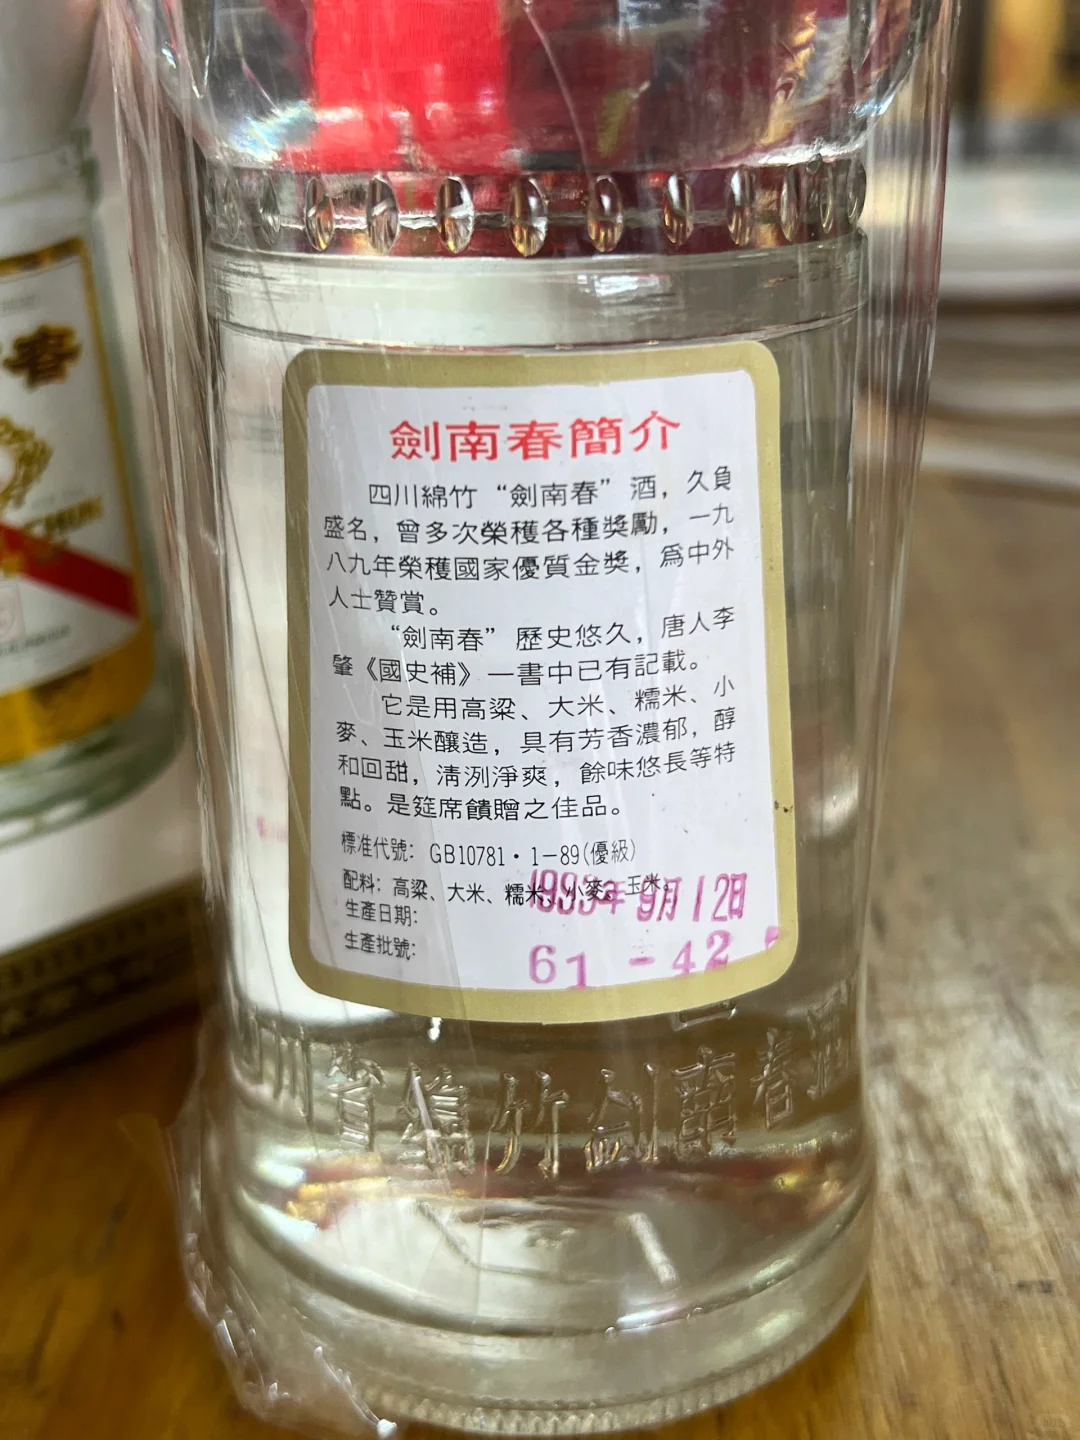 劍南春簡介
四川綿竹“劍南春”酒，久負
盛名，曾多次榮獲各種獎勵，一九
八九年榮獲國家優質金獎，爲中外
人士贊賞。
“劍南春”歷史悠久，唐人李
肇《國史補》一書中已有記載。
它是用高粱、大米、糯米、小
麥、玉米釀造，具有芳香濃郁，醇
和回甜，清洌淨爽，餘味悠長等特
點。是筵席饋贈之佳品。
標准代號：GB10781·1-89(優級)
配料：高粱、大米、糯米、小麥、玉米。
生產日期：
年9月12日
生產批號：
61-42
川省綿竹劍南春酒
春